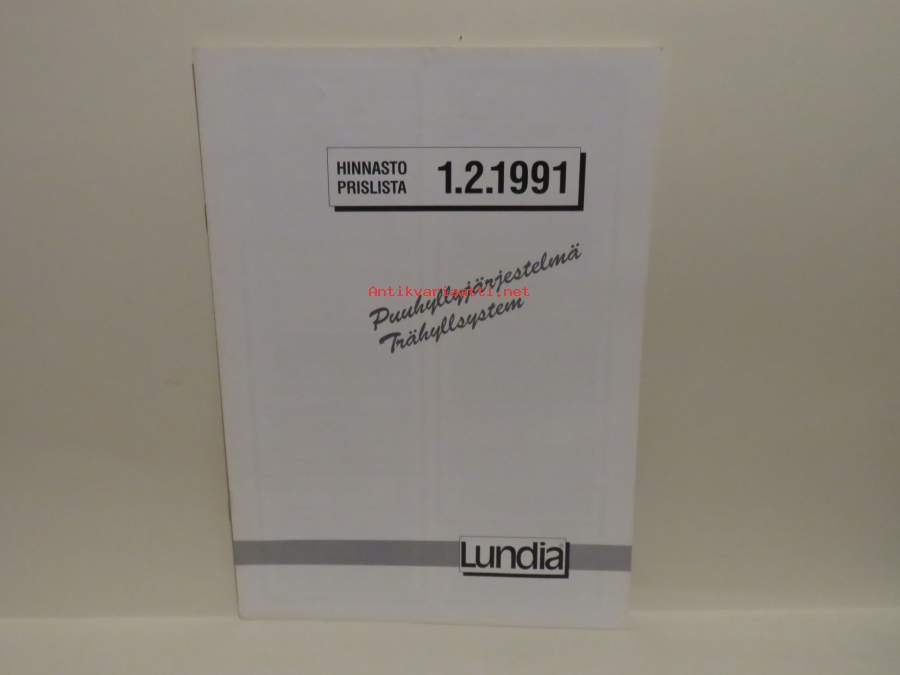 HINNASTO
PRISLISTA
1.2.1991
Puuhyllyjärjestelmä
Trähyllsystem
Antikvariaatti.net
Lundia